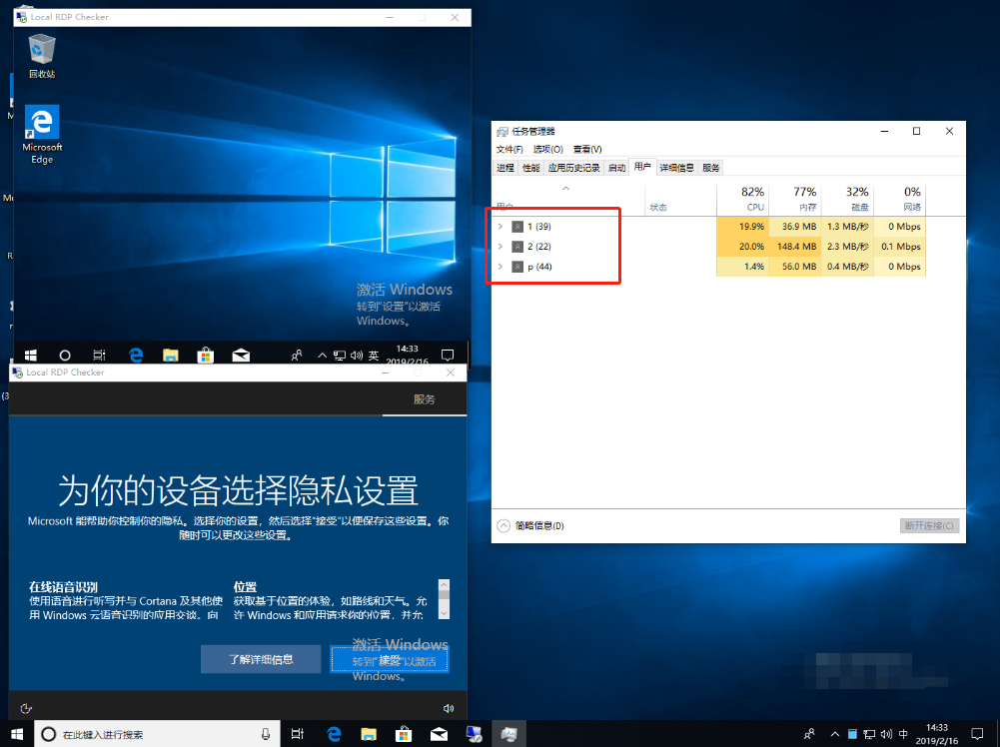 Local RDP Checker
回收站
Microsoft
Edge
激活 Windows
转到"设置"以激活
Windows。
英
14:33
2019/2/16
Local RDP Checker
服务
为你的设备选择隐私设置
Microsoft 能帮助你控制你的隐私。选择你的设置，然后选择"接受"以便保存这些设置。你
随时可以更改这些设置。
在线语音识别
使用语音进行听写并与 Cortana 及其他使
用 Windows 云语音识别的应用交谈。向
位置
获取基于位置的体验，如路线和天气。允
许 Windows 和应用请求你的位置，并允
了解详细信息
接受
激活 Windows
转到"设置"以激活
Windows。
任务管理器
文件(F) 选项(O) 查看(V)
进程 性能 应用历史记录 启动 用户 详细信息 服务
82% 77% 32% 0%
用户 状态 CPU 内存 磁盘 网络
1 (39) 19.9% 36.9 MB 1.3 MB/秒 0 Mbps
2 (22) 20.0% 148.4 MB 2.3 MB/秒 0.1 Mbps
p (44) 1.4% 56.0 MB 0.4 MB/秒 0 Mbps
简略信息(D) 断开连接(C)
在此键入进行搜索
中
14:33
2019/2/16